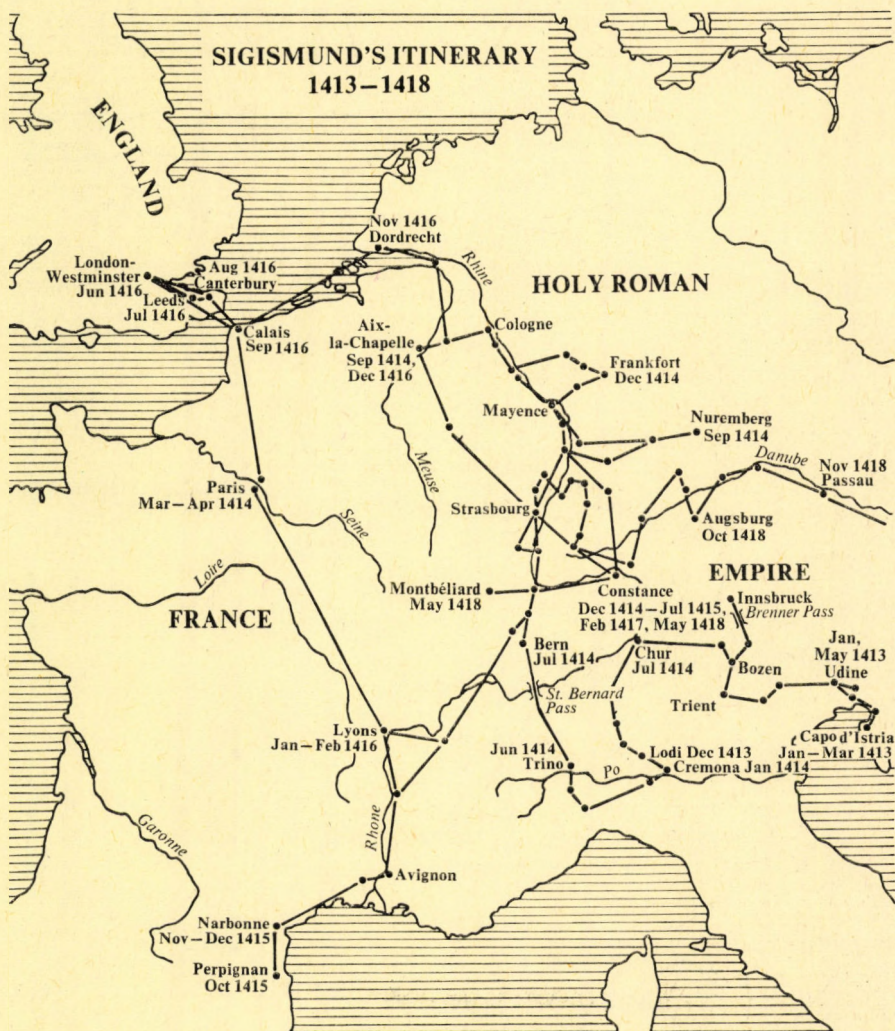 SIGISMUND'S ITINERARY
1413–1418
ENGLAND
Nov 1416
Dordrecht
Rhine
HOLY ROMAN
London-
Westminster
Jun 1416
Aug 1416
Canterbury
Leeds
Jul 1416
Calais
Sep 1416
Aix-
la-Chapelle
Sep 1414,
Dec 1416
Cologne
Frankfort
Dec 1414
Mayence
Nuremberg
Sep 1414
Danube
Nov 1418
Passau
Meuse
Paris
Mar–Apr 1414
Seine
Strasbourg
Augsburg
Oct 1418
Loire
FRANCE
Montbéliard
May 1418
Constance
Dec 1414–Jul 1415,
Feb 1417, May 1418
EMPIRE
Innsbruck
Brenner Pass
Bern
Jul 1414
Chur
Jul 1414
Bozen
Jan,
May 1413
Udine
Trient
St. Bernard
Pass
Lyons
Jan–Feb 1416
Jun 1414
Trino
Lodi Dec 1413
Cremona Jan 1414
Po
Capo d'Istria
Jan–Mar 1413
Garonne
Rhone
Avignon
Narbonne
Nov–Dec 1415
Perpignan
Oct 1415